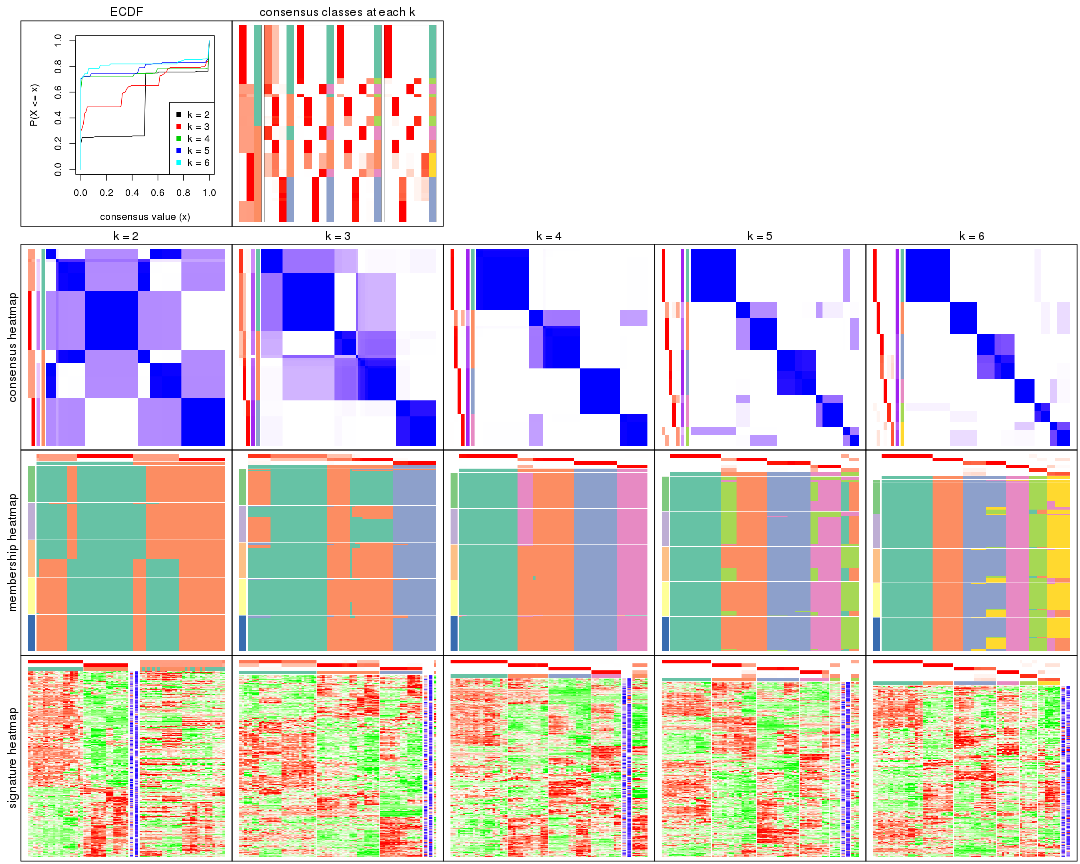 ECDF
consensus classes at each k
P(X <= x)
0.0
0.2
0.4
0.6
0.8
1.0
k = 2
k = 3
k = 4
k = 5
k = 6
0.0 0.2 0.4 0.6 0.8 1.0
consensus value (x)
k = 2
k = 3
k = 4
k = 5
k = 6
consensus heatmap
membership heatmap
signature heatmap